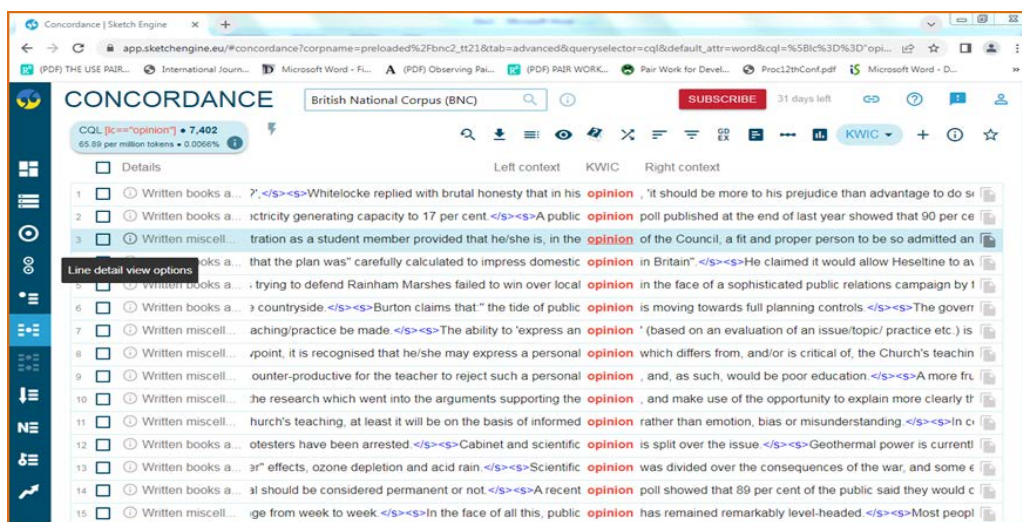 Concordance | Sketch Engine
app.sketchengine.eu/#concordance?corpname=preloaded%2Fbnc2_tt21&tab=advanced&queryselector=cql&default_attr=word&cql=%5Blc%3D%3D"opi...
(PDF) THE USE PAIR... International Journ... Microsoft Word - Fi... (PDF) Observing Pai... (PDF) PAIR WORK... Pair Work for Devel... Proc12thConf.pdf Microsoft Word - D... »
CONCORDANCE British National Corpus (BNC) SUBSCRIBE 31 days left
CQL [lc=="opinion"] • 7,402
65.89 per million tokens • 0.0066%
GD EX KWIC
Details Left context KWIC Right context
1 Written books a... ?',</s><s>Whitelocke replied with brutal honesty that in his opinion , 'it should be more to his prejudice than advantage to do
2 Written books a... generating capacity to 17 per cent.</s><s>A public opinion poll published at the end of last year showed that 90 per
3 Written miscell... as a student member provided that he/she is, in the opinion of the Council, a fit and proper person to be so admitted
Line detail view options
books a... that the plan was" carefully calculated to impress domestic opinion in Britain".</s><s>He claimed it would allow Heseltine to
5 Written books a... trying to defend Rainham Marshes failed to win over local opinion in the face of a sophisticated public relations campaign by
6 Written books a... countryside.</s><s>Burton claims that:" the tide of public opinion is moving towards full planning controls.</s><s>The
7 Written miscell... aching/practice be made.</s><s>The ability to 'express an opinion ' (based on an evaluation of an issue/topic/ practice etc.) is
8 Written miscell... it is recognised that he/she may express a personal opinion which differs from, and/or is critical of, the Church's
9 Written miscell... ounter-productive for the teacher to reject such a personal opinion , and, as such, would be poor education.</s><s>A more
10 Written miscell... the research which went into the arguments supporting the opinion , and make use of the opportunity to explain more clearly
11 Written miscell... hurch's teaching, at least it will be on the basis of informed opinion rather than emotion, bias or misunderstanding.</s><s>In
12 Written books a... otesters have been arrested.</s><s>Cabinet and scientific opinion is split over the issue.</s><s>Geothermal power is
13 Written books a... effects, ozone depletion and acid rain.</s><s>Scientific opinion was divided over the consequences of the war, and some
14 Written books a... al should be considered permanent or not.</s><s>A recent opinion poll showed that 89 per cent of the public said they would
15 Written books a... ge from week to week.</s><s>In the face of all this, public opinion has remained remarkably level-headed.</s><s>Most